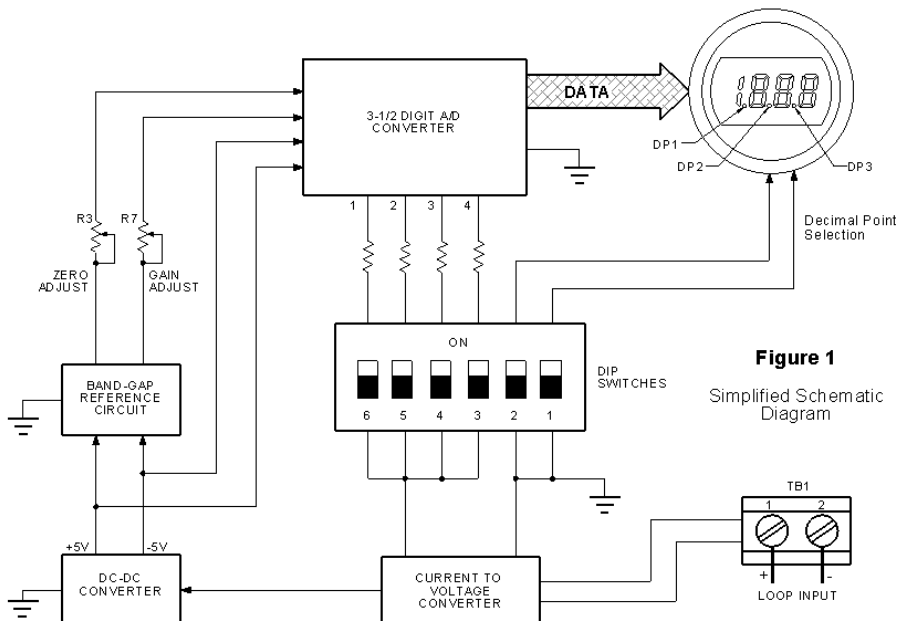 3-1/2 DIGIT A/D
CONVERTER
DATA
1.8.8.8
DP1
DP2
DP3
1 2 3 4
R3
R7
ZERO
ADJUST
GAIN
ADJUST
Decimal Point
Selection
ON
DIP
SWITCHES
6 5 4 3 2 1
Figure 1
Simplified Schematic
Diagram
BAND-GAP
REFERENCE
CIRCUIT
TB1
1 2
+ -
LOOP INPUT
+5V
-5V
DC-DC
CONVERTER
CURRENT TO
VOLTAGE
CONVERTER